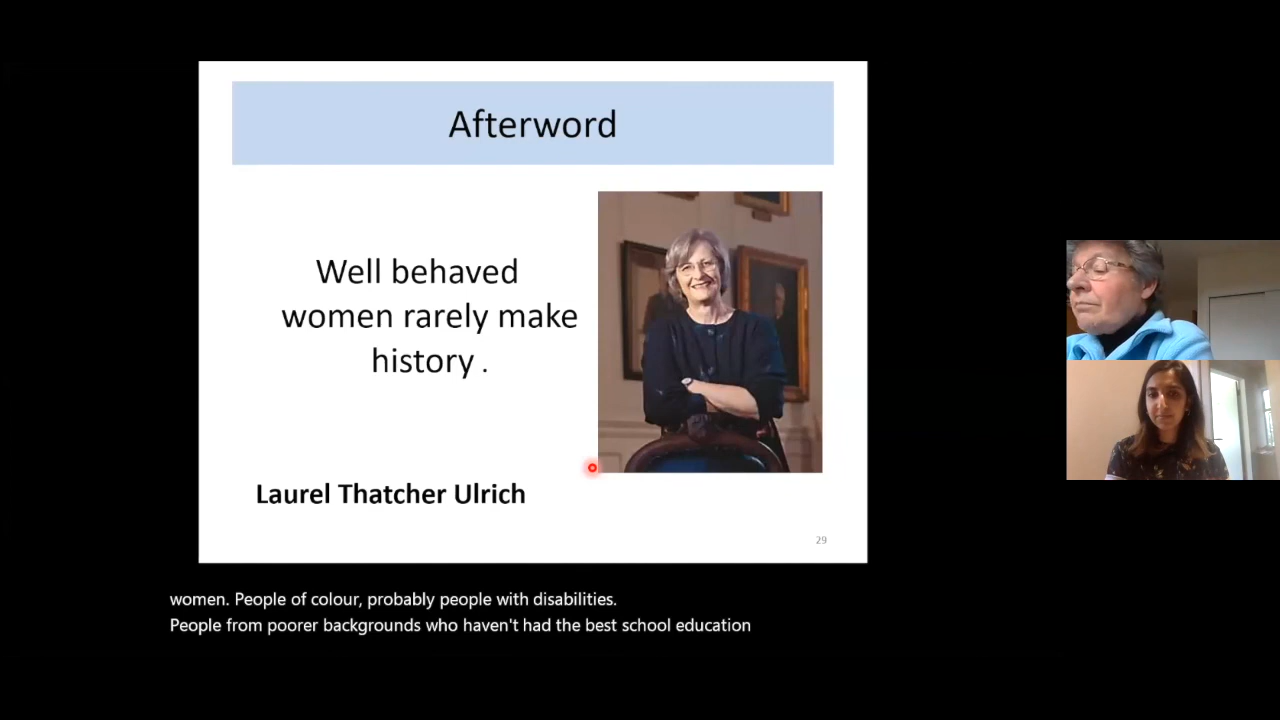 Afterword
Well behaved
women rarely make
history .
Laurel Thatcher Ulrich
29
women. People of colour, probably people with disabilities.
People from poorer backgrounds who haven't had the best school education